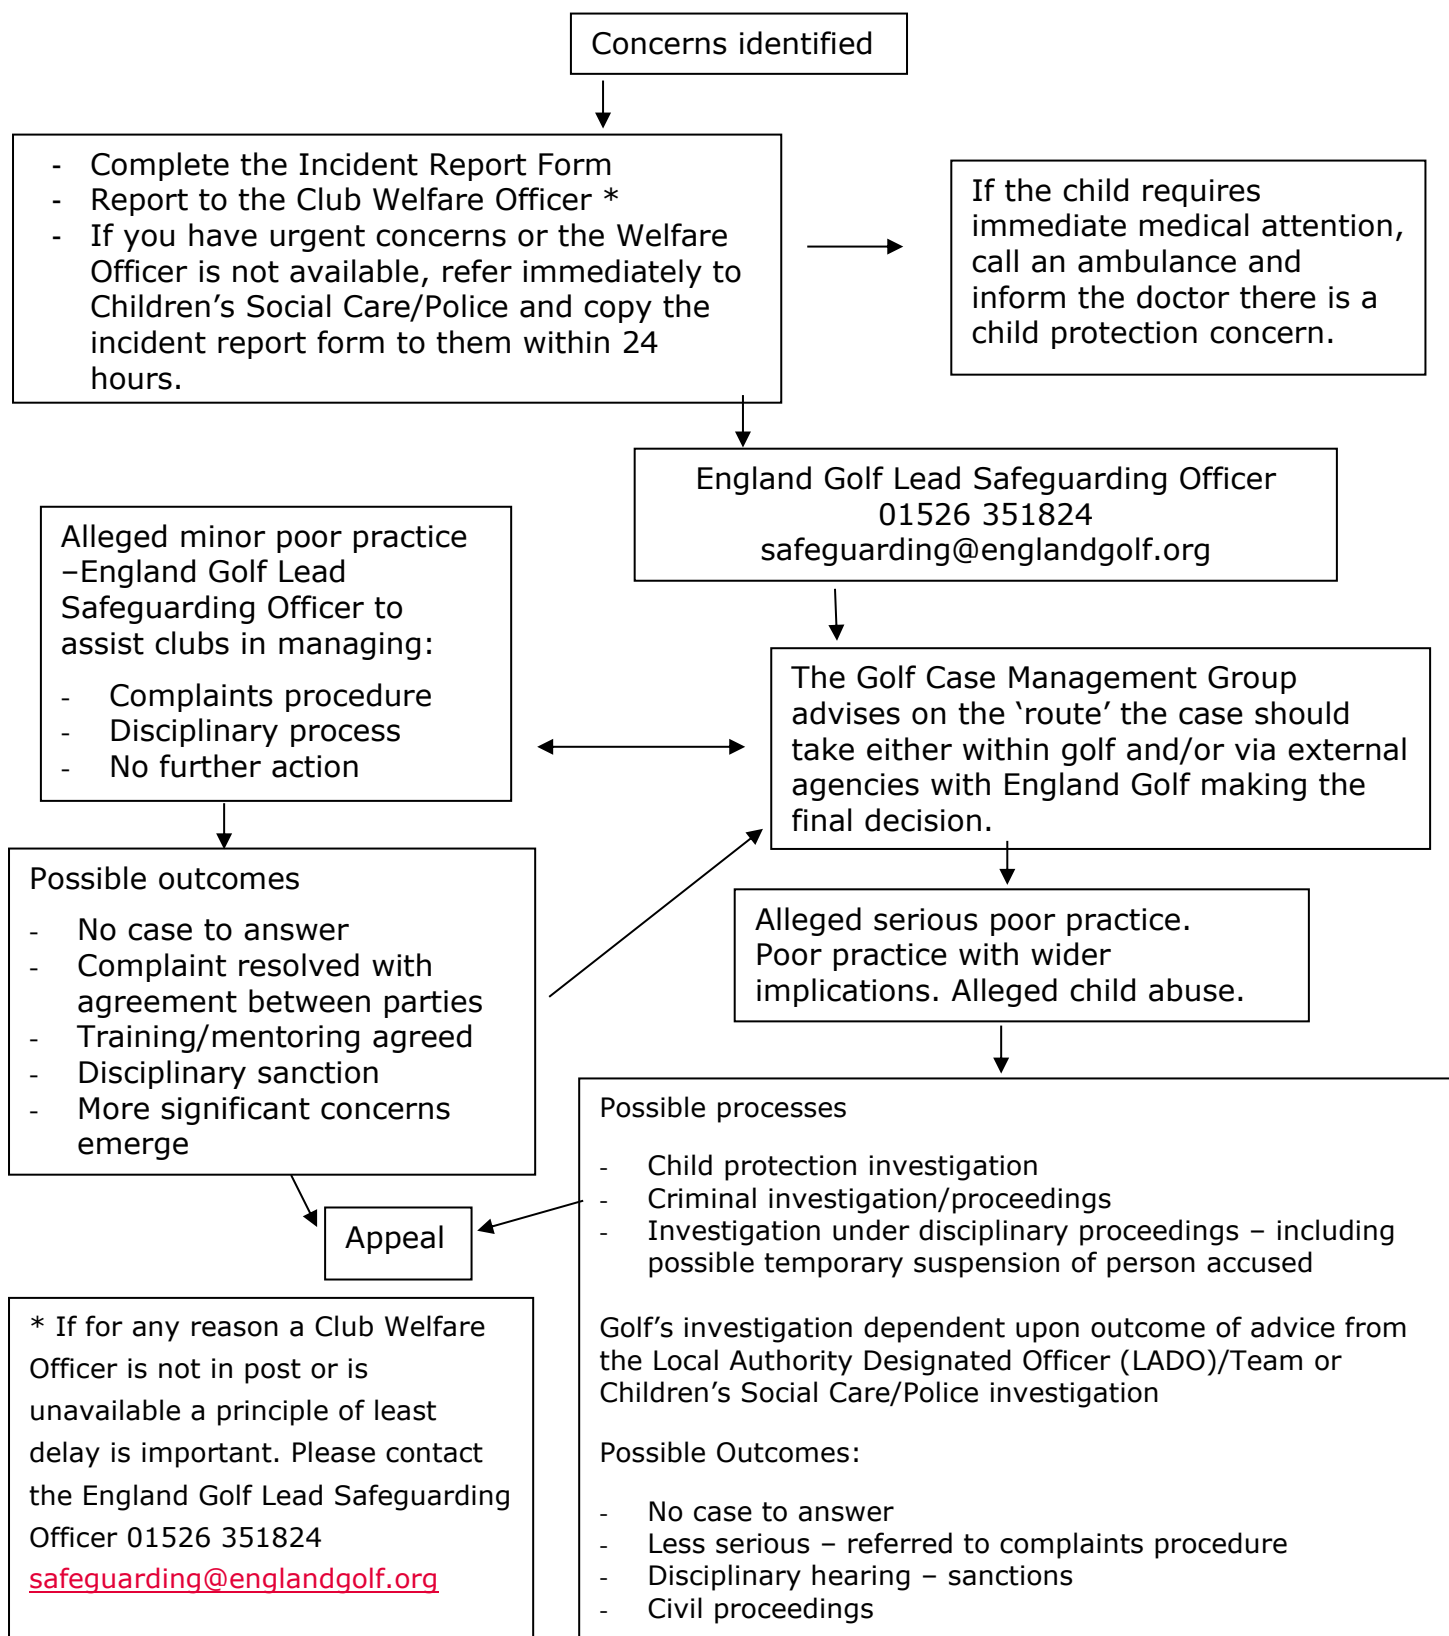 Concerns identified
- Complete the Incident Report Form
- Report to the Club Welfare Officer *
- If you have urgent concerns or the Welfare
Officer is not available, refer immediately to
Children’s Social Care/Police and copy the
incident report form to them within 24
hours.
If the child requires
immediate medical attention,
call an ambulance and
inform the doctor there is a
child protection concern.
England Golf Lead Safeguarding Officer
01526 351824
safeguarding@englandgolf.org
Alleged minor poor practice
–England Golf Lead
Safeguarding Officer to
assist clubs in managing:
- Complaints procedure
- Disciplinary process
- No further action
The Golf Case Management Group
advises on the ‘route’ the case should
take either within golf and/or via external
agencies with England Golf making the
final decision.
Possible outcomes
- No case to answer
- Complaint resolved with
agreement between parties
- Training/mentoring agreed
- Disciplinary sanction
- More significant concerns
emerge
Alleged serious poor practice.
Poor practice with wider
implications. Alleged child abuse.
Possible processes
- Child protection investigation
- Criminal investigation/proceedings
- Investigation under disciplinary proceedings – including
possible temporary suspension of person accused
Golf’s investigation dependent upon outcome of advice from
the Local Authority Designated Officer (LADO)/Team or
Children’s Social Care/Police investigation
Possible Outcomes:
- No case to answer
- Less serious – referred to complaints procedure
- Disciplinary hearing – sanctions
- Civil proceedings
Appeal
* If for any reason a Club Welfare
Officer is not in post or is
unavailable a principle of least
delay is important. Please contact
the England Golf Lead Safeguarding
Officer 01526 351824
safeguarding@englandgolf.org